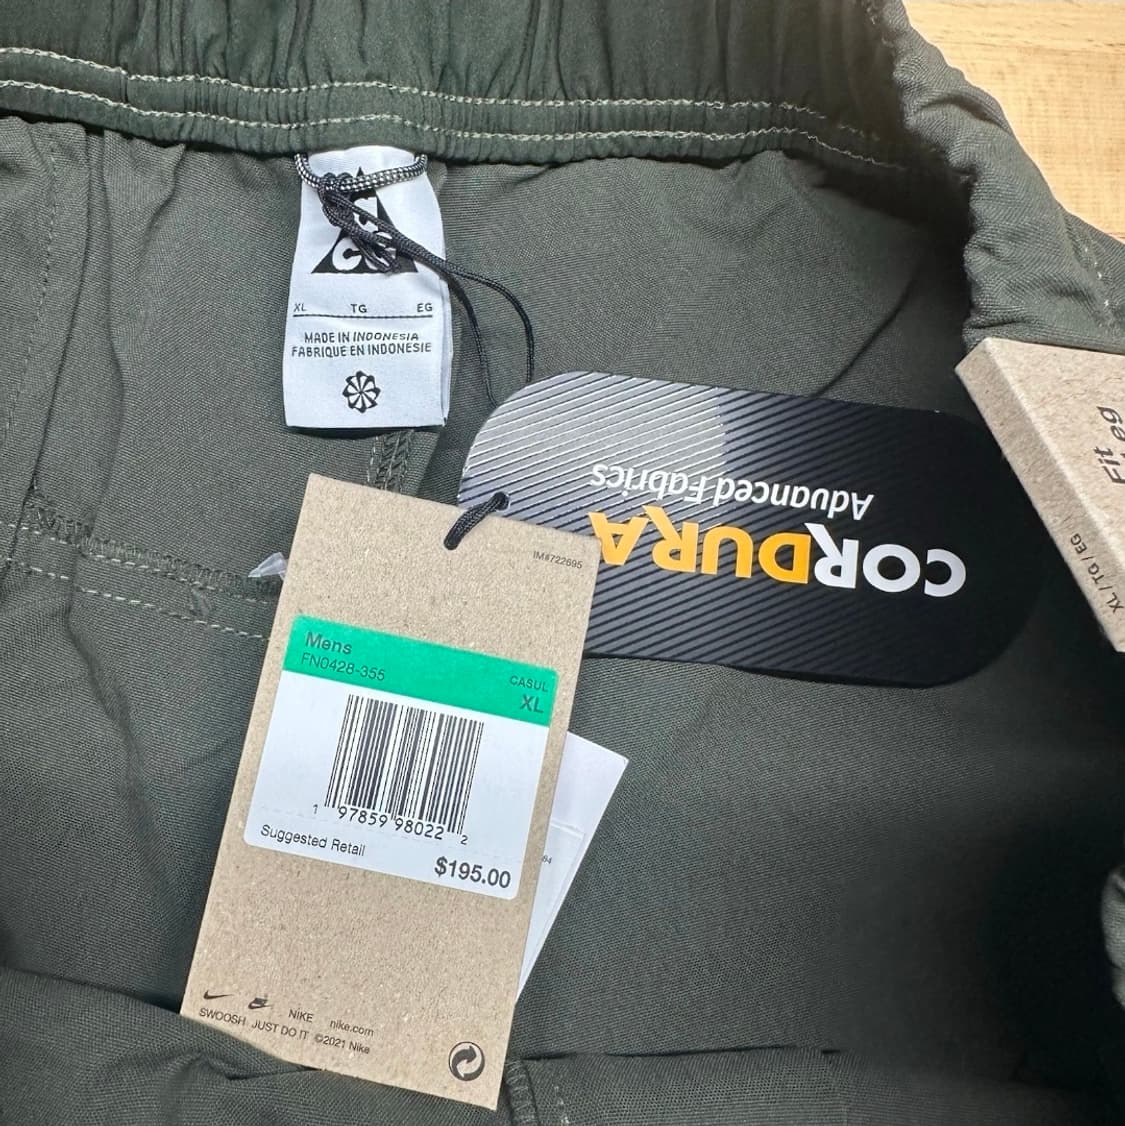 ACG
XL TG EG
MADE IN INDONESIA
FABRIQUE EN INDONESIE
CORDURA
Advanced Fabrics
IM#722695
Mens
FN0428-355
CASUL
XL
1 97859 98022 2
Suggested Retail
$195.00
NIKE nike.com
SWOOSH JUST DO IT ©2021 Nike
Fit
XL / TG / EG